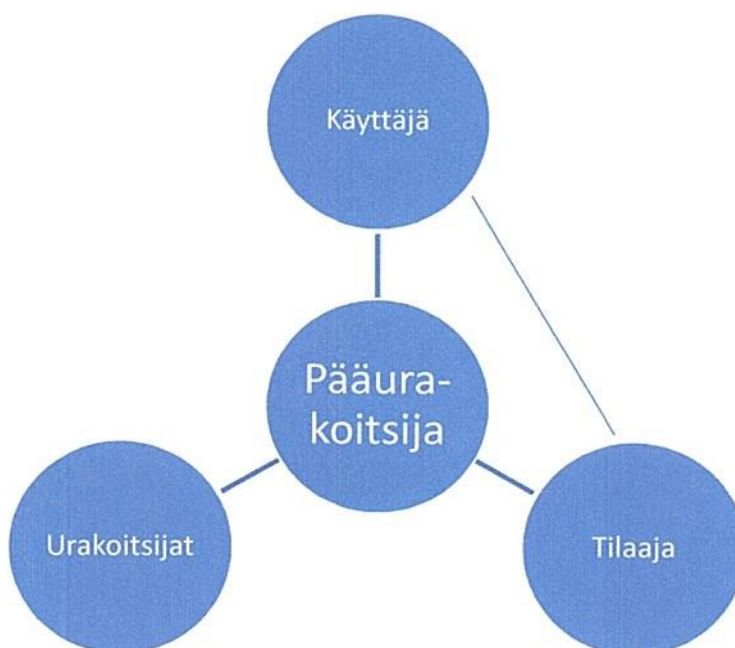 Käyttäjä
Pääura-
koitsija
Urakoitsijat
Tilaaja